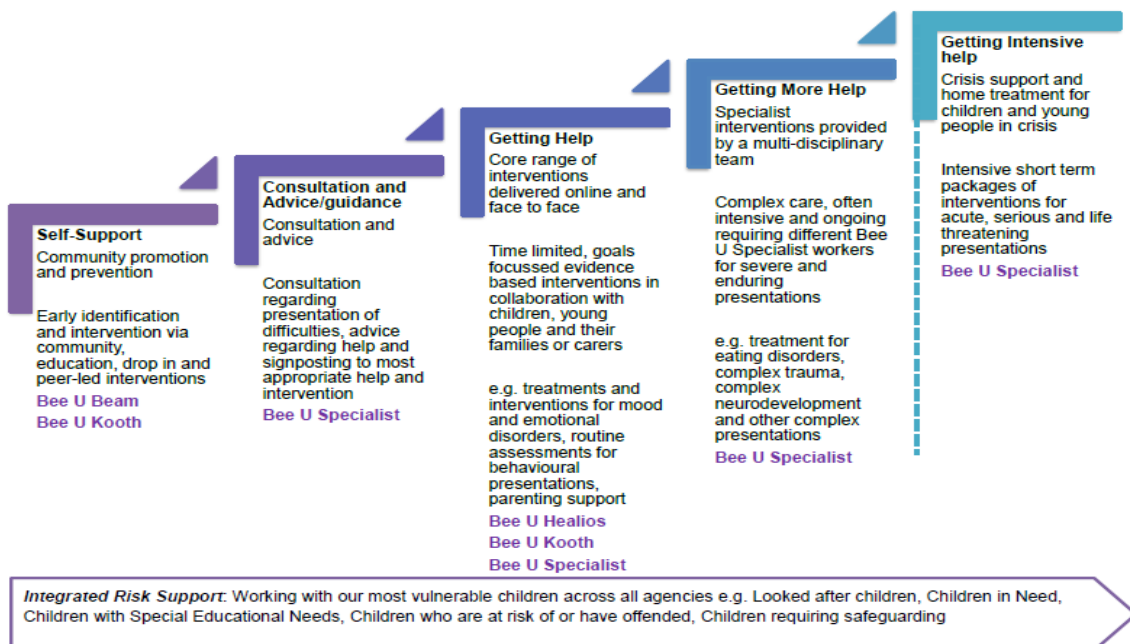 Self-Support
Community promotion
and prevention
Early identification
and intervention via
community,
education, drop in and
peer-led interventions
Bee U Beam
Bee U Kooth
Consultation and
Advice/guidance
Consultation and
advice
Consultation
regarding
presentation of
difficulties, advice
regarding help and
signposting to most
appropriate help and
intervention
Bee U Specialist
Getting Help
Core range of
interventions
delivered online and
face to face
Time limited, goals
focussed evidence
based interventions in
collaboration with
children, young
people and their
families or carers
e.g. treatments and
interventions for mood
and emotional
disorders, routine
assessments for
behavioural
presentations,
parenting support
Bee U Healios
Bee U Kooth
Bee U Specialist
Getting More Help
Specialist
interventions provided
by a multi-disciplinary
team
Complex care, often
intensive and ongoing
requiring different Bee
U Specialist workers
for severe and
enduring
presentations
e.g. treatment for
eating disorders,
complex trauma,
complex
neurodevelopment
and other complex
presentations
Bee U Specialist
Getting Intensive
help
Crisis support and
home treatment for
children and young
people in crisis
Intensive short term
packages of
interventions for
acute, serious and life
threatening
presentations
Bee U Specialist
Integrated Risk Support: Working with our most vulnerable children across all agencies e.g. Looked after children, Children in Need,
Children with Special Educational Needs, Children who are at risk of or have offended, Children requiring safeguarding